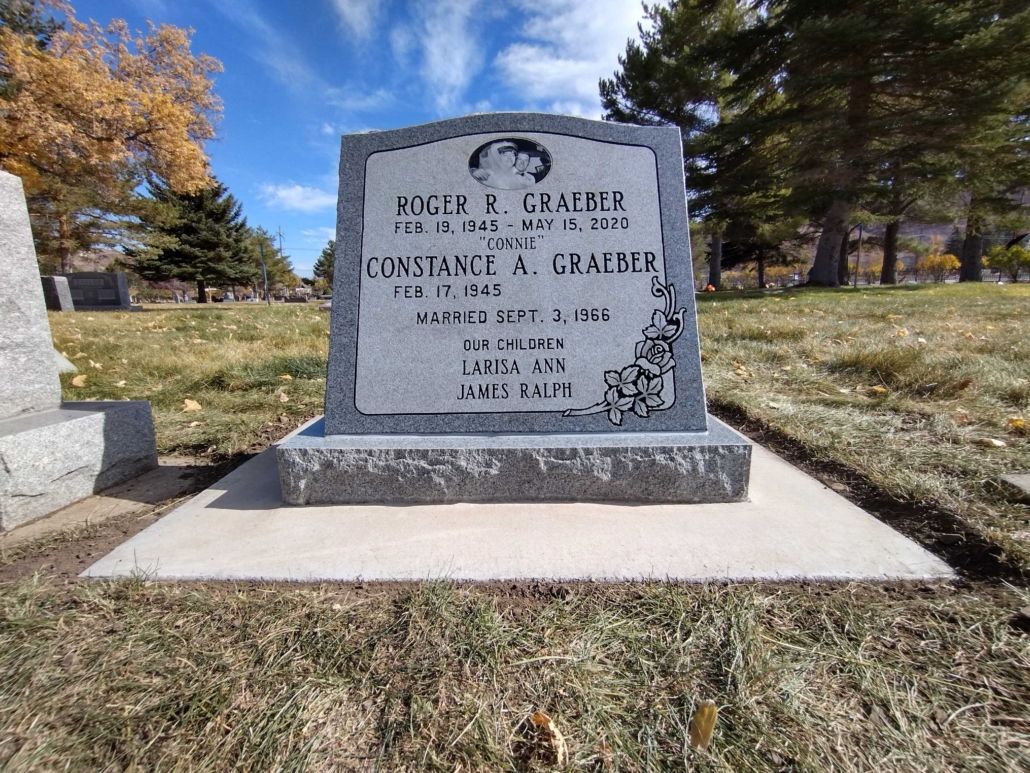 ROGER R. GRAEBER
FEB. 19, 1945 - MAY 15, 2020
"CONNIE"
CONSTANCE A. GRAEBER
FEB. 17, 1945
MARRIED SEPT. 3, 1966
OUR CHILDREN
LARISA ANN
JAMES RALPH